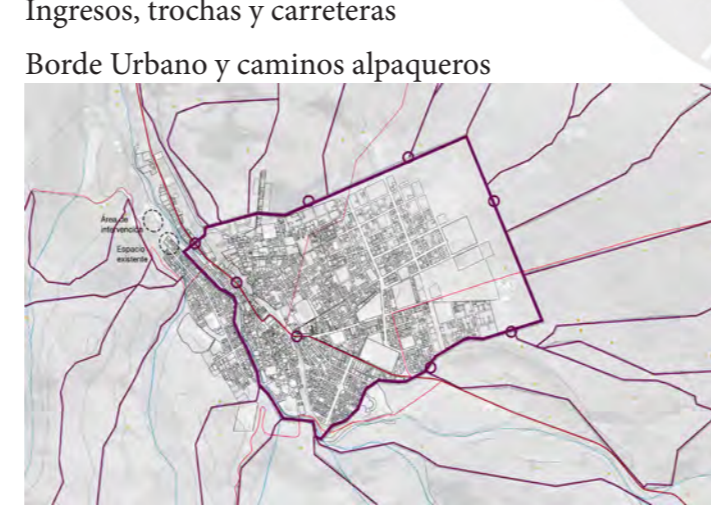 Ingresos, trochas y carreteras
Borde Urbano y caminos alpaqueros
Área de
intervención
Espacio
existente